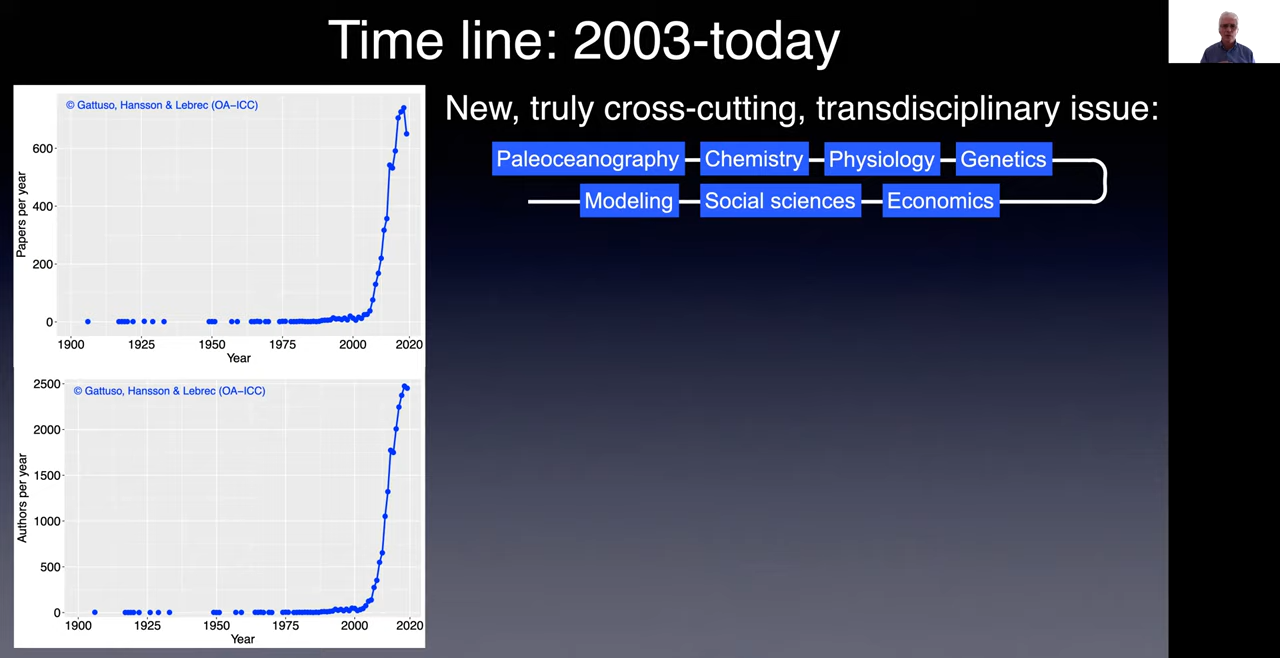 Time line: 2003-today
© Gattuso, Hansson & Lebrec (OA−ICC)
Papers per year
600
400
200
0
1900 1925 1950 1975 2000 2020
Year
© Gattuso, Hansson & Lebrec (OA−ICC)
Authors per year
2500
2000
1500
1000
500
0
1900 1925 1950 1975 2000 2020
Year
New, truly cross-cutting, transdisciplinary issue:
Paleoceanography Chemistry Physiology Genetics
Modeling Social sciences Economics